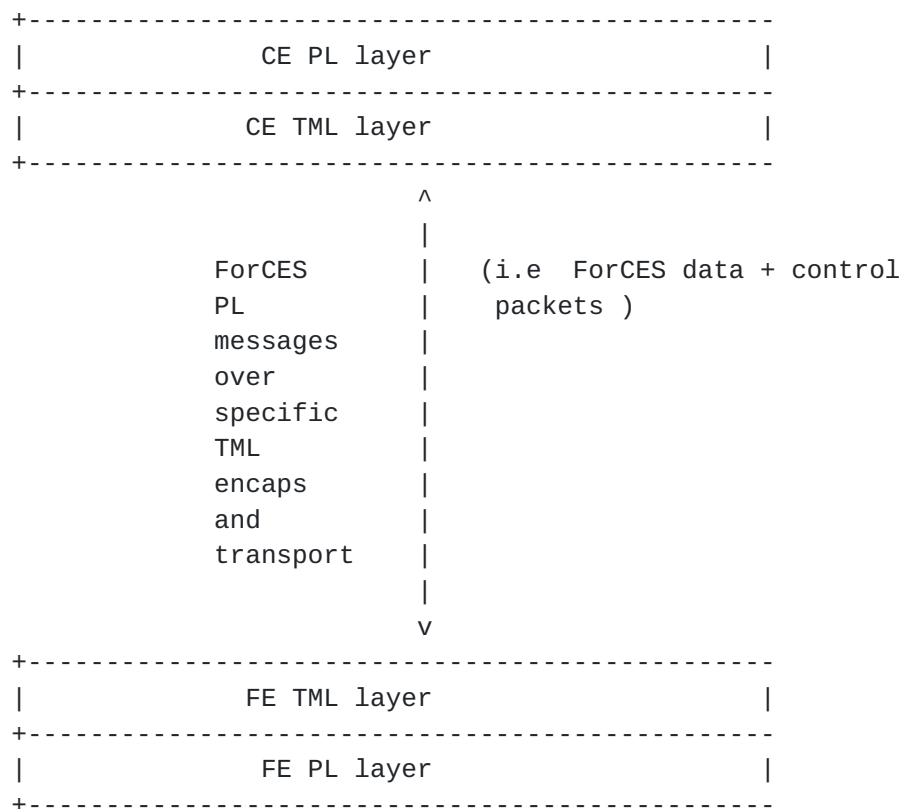 +------------------------------------------------
|               CE PL layer                     |
+------------------------------------------------
|              CE TML layer                     |
+------------------------------------------------
                          ^
                          |
             ForCES       |   (i.e  ForCES data + control
             PL           |    packets )
             messages     |
             over         |
             specific     |
             TML          |
             encaps       |
             and          |
             transport    |
                          |
                          v
+------------------------------------------------
|              FE TML layer                     |
+------------------------------------------------
|               FE PL layer                     |
+------------------------------------------------